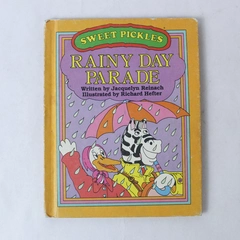 SWEET PICKLES
RAINY DAY
PARADE
Written by Jacquelyn Reinach
Illustrated by Richard Hefter